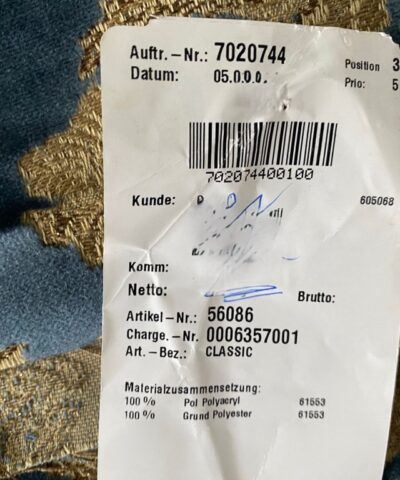 Auftr.-Nr.: 7020744
Position 3
Datum: 05.0.0.0.
Prio: 5
702074400100
Kunde: 605068
Komm:
Netto: Brutto:
Artikel-Nr.: 56086
Charge.-Nr. 0006357001
Art.-Bez.: CLASSIC
Materialzusammensetzung:
100 % Pol Polyacryl 61553
100 % Grund Polyester 61553